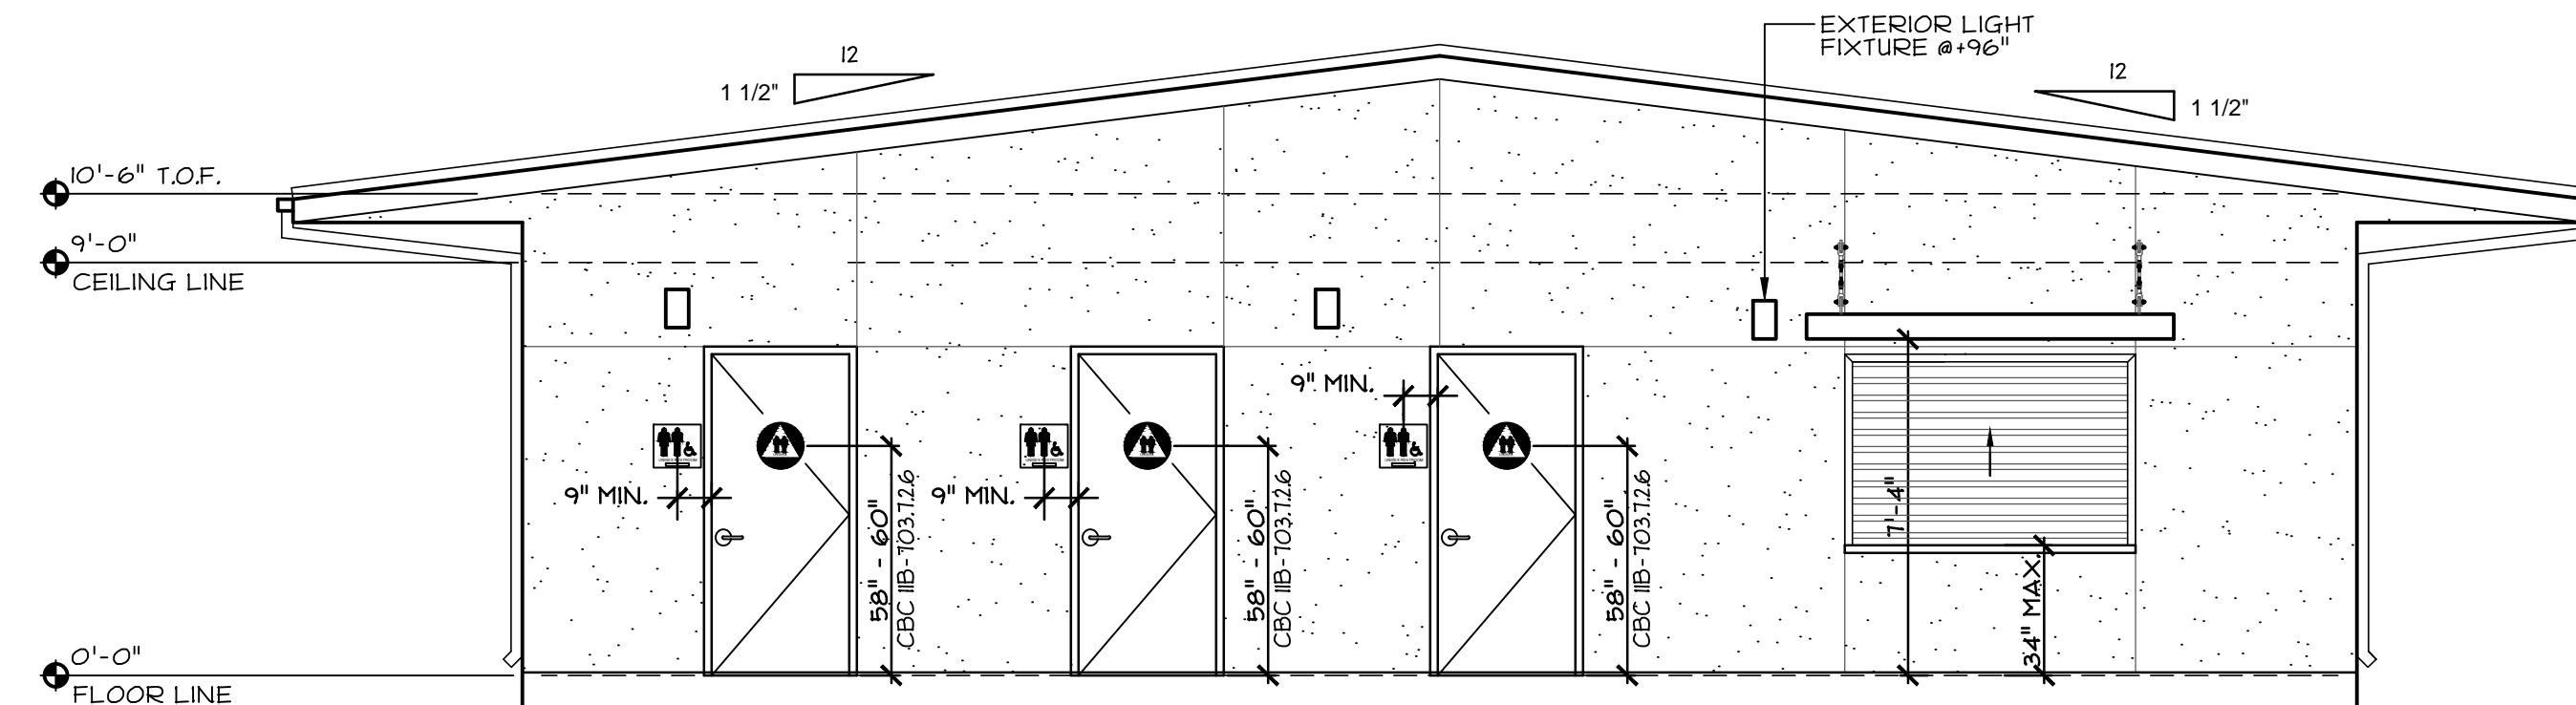 EXTERIOR LIGHT
FIXTURE @+96"
12
1 1/2"
12
1 1/2"
10'-6" T.O.F.
9'-0"
CEILING LINE
9" MIN.
9" MIN.
9" MIN.
58" - 60"
CBC 11B-703.7.2.6
58" - 60"
CBC 11B-703.7.2.6
58" - 60"
CBC 11B-703.7.2.6
7'-4"
34" MAX.
0'-0"
FLOOR LINE